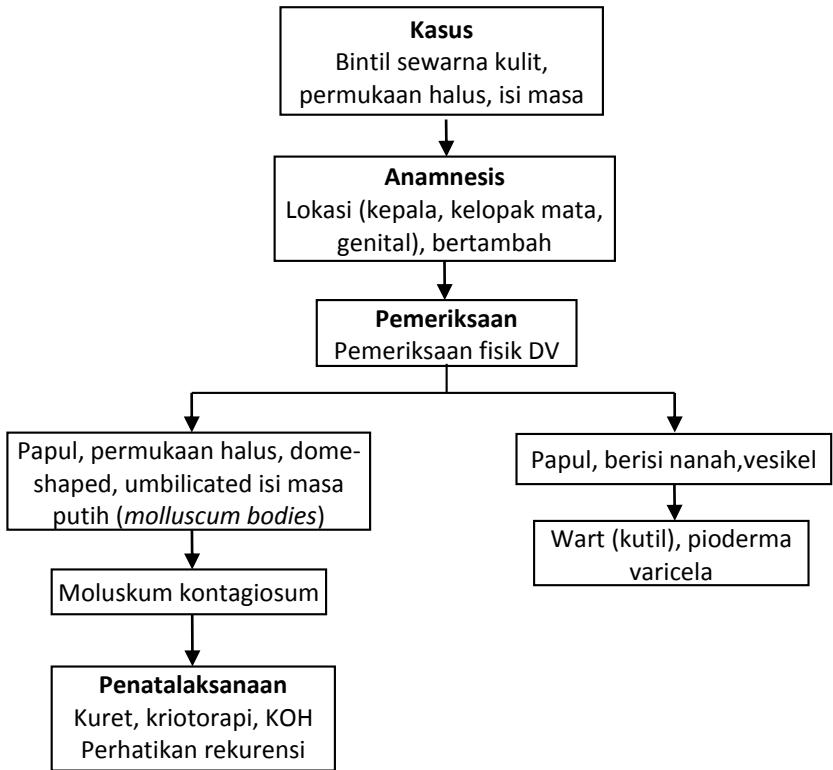 Kasus
Bintil sewarna kulit,
permukaan halus, isi masa
Anamnesis
Lokasi (kepala, kelopak mata,
genital), bertambah
Pemeriksaan
Pemeriksaan fisik DV
Papul, permukaan halus, dome-
shaped, umbilicated isi masa
putih (molluscum bodies)
Papul, berisi nanah,vesikel
Wart (kutil), pioderma
varicela
Moluskum kontagiosum
Penatalaksanaan
Kuret, kriotorapi, KOH
Perhatikan rekurensi